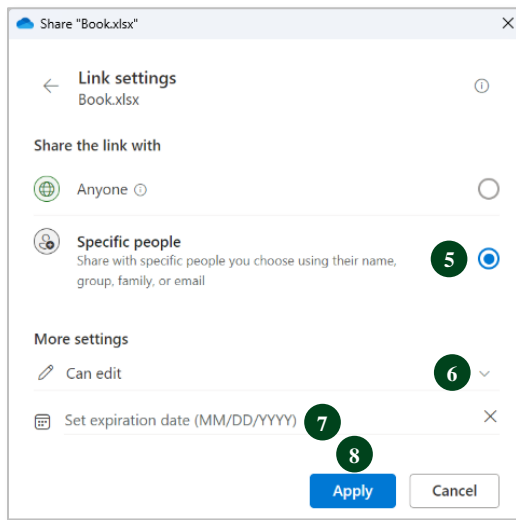 Share "Book.xlsx"
Link settings
Book.xlsx
Share the link with
Anyone
Specific people
Share with specific people you choose using their name,
group, family, or email
5
More settings
Can edit
6
Set expiration date (MM/DD/YYYY)
7
8
Apply
Cancel